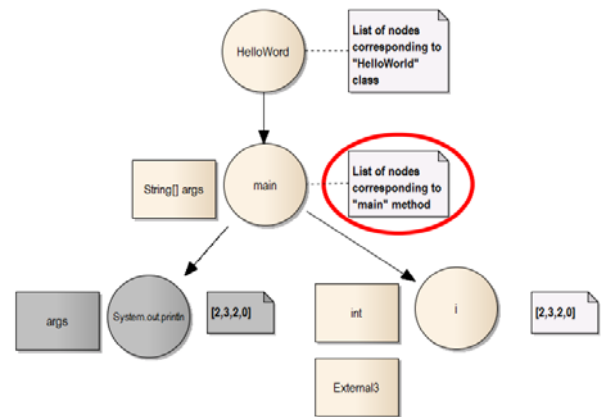 HelloWord
List of nodes
corresponding to
"HelloWorld"
class
String[] args
main
List of nodes
corresponding to
"main" method
args
System.out.println
[2,3,2,0]
int
i
[2,3,2,0]
External3